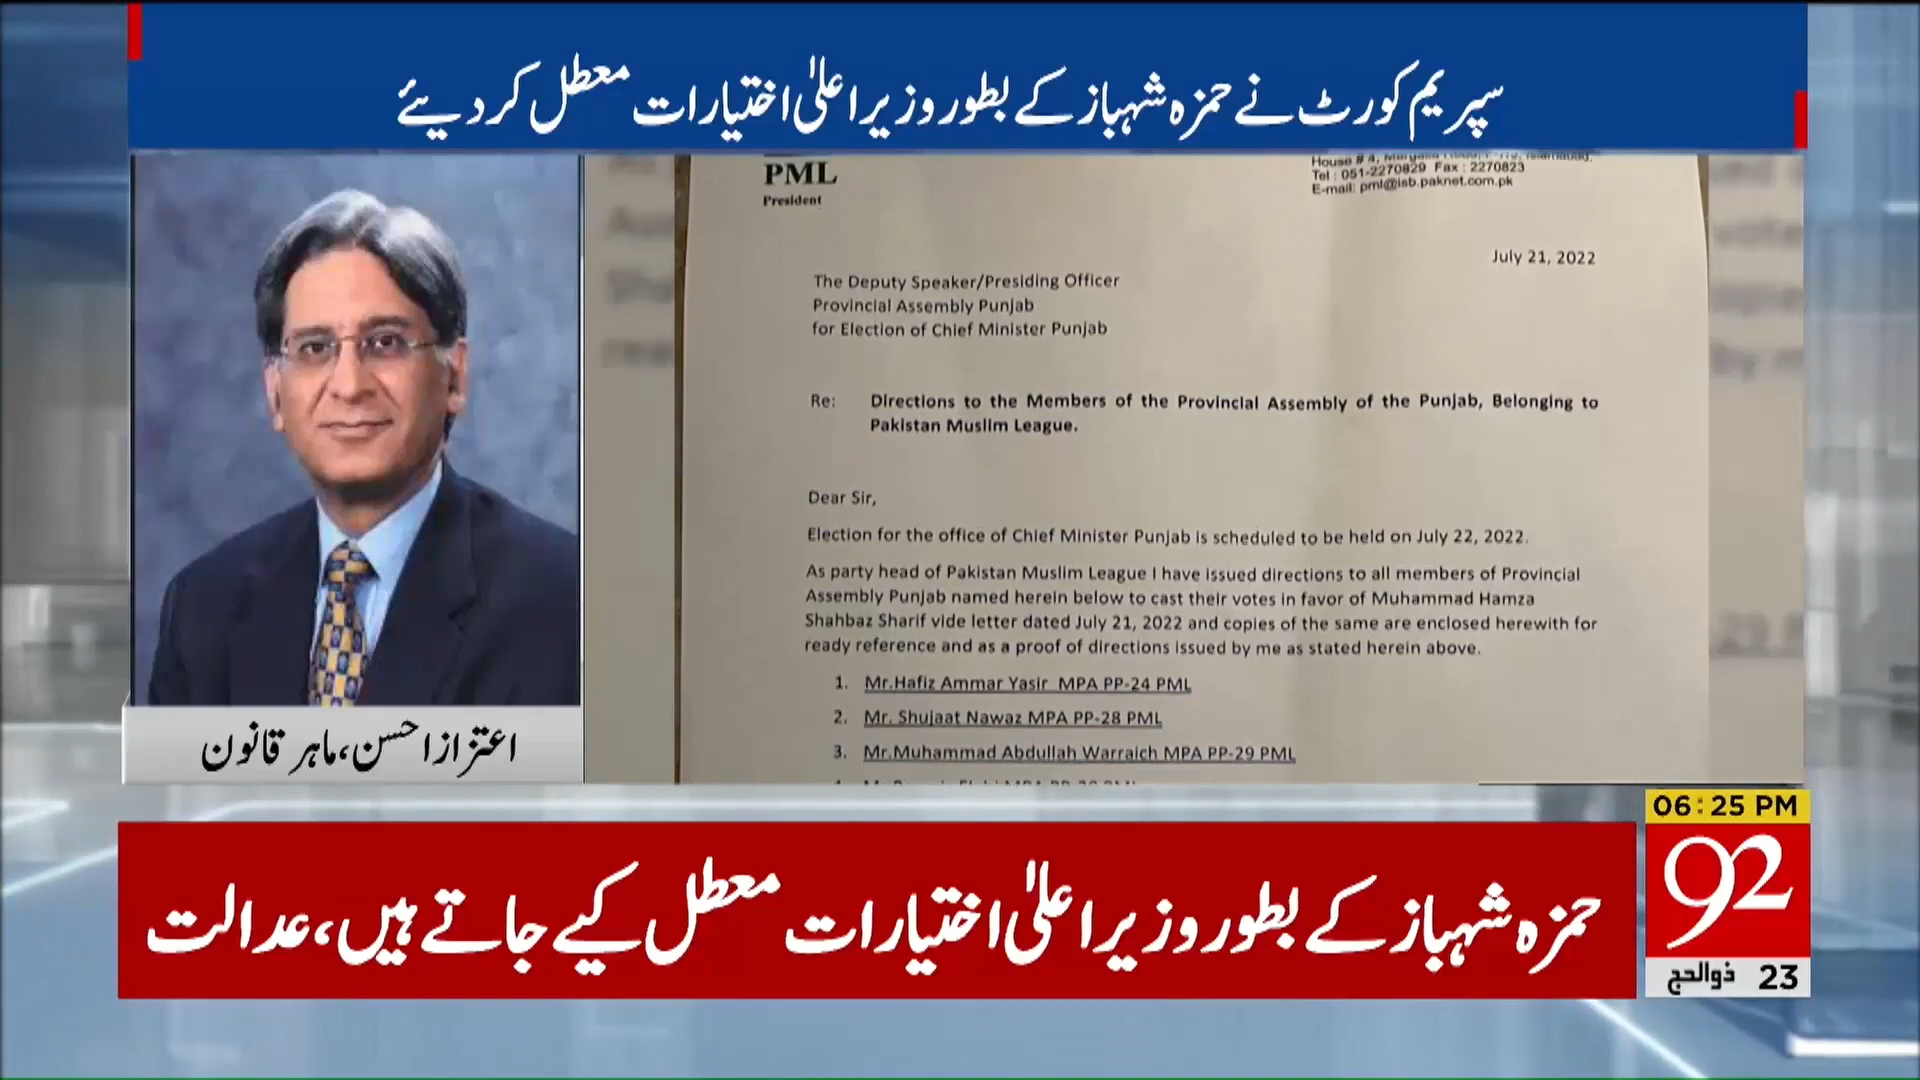 سپریم کورٹ نے حمزہ شہباز کے بطور وزیراعلیٰ اختیارات معطل کر دیئے
PML
President
House # 4,
Tel : 051-2270829 Fax : 2270823
E-mail: pml@isb.paknet.com.pk
July 21, 2022
The Deputy Speaker/Presiding Officer
Provincial Assembly Punjab
for Election of Chief Minister Punjab
Re: Directions to the Members of the Provincial Assembly of the Punjab, Belonging to
Pakistan Muslim League.
Dear Sir,
Election for the office of Chief Minister Punjab is scheduled to be held on July 22, 2022.
As party head of Pakistan Muslim League I have issued directions to all members of Provincial
Assembly Punjab named herein below to cast their votes in favor of Muhammad Hamza
Shahbaz Sharif vide letter dated July 21, 2022 and copies of the same are enclosed herewith for
ready reference and as a proof of directions issued by me as stated herein above.
1. Mr.Hafiz Ammar Yasir MPA PP-24 PML
2. Mr. Shujaat Nawaz MPA PP-28 PML
3. Mr.Muhammad Abdullah Warraich MPA PP-29 PML
اعتزاز احسن، ماہر قانون
06:25 PM
92
23 ذوالحج
حمزہ شہباز کے بطور وزیراعلیٰ اختیارات معطل کیے جاتے ہیں، عدالت